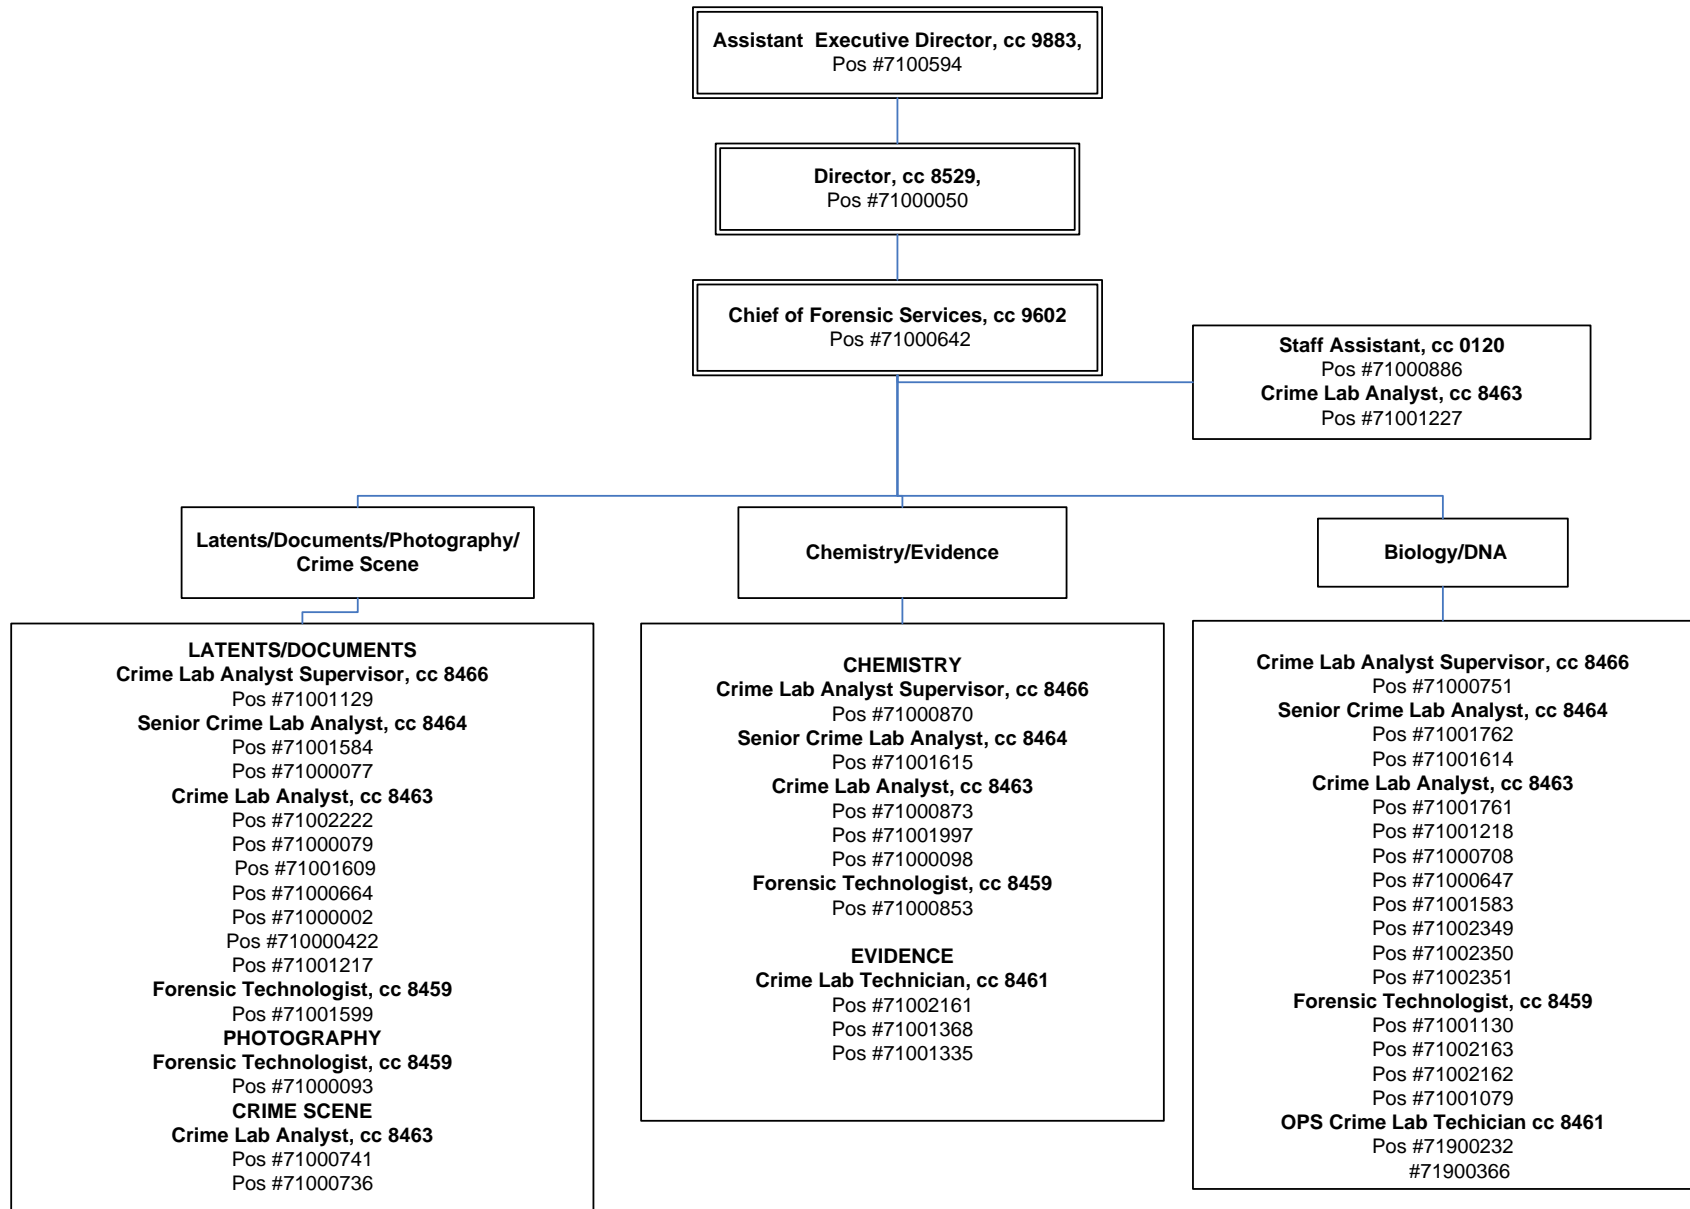 Assistant  Executive Director, cc 9883,
Pos #7100594
Director, cc 8529,
Pos #71000050
Chief of Forensic Services, cc 9602
Pos #71000642
Staff Assistant, cc 0120
Pos #71000886
Crime Lab Analyst, cc 8463
Pos #71001227
Latents/Documents/Photography/
Crime Scene
Chemistry/Evidence
Biology/DNA
LATENTS/DOCUMENTS
Crime Lab Analyst Supervisor, cc 8466
Pos #71001129
Senior Crime Lab Analyst, cc 8464
Pos #71001584
Pos #71000077
Crime Lab Analyst, cc 8463
Pos #71002222
Pos #71000079
Pos #71001609
Pos #71000664
Pos #71000002
Pos #710000422
Pos #71001217
Forensic Technologist, cc 8459
Pos #71001599
PHOTOGRAPHY
Forensic Technologist, cc 8459
Pos #71000093
CRIME SCENE
Crime Lab Analyst, cc 8463
Pos #71000741
Pos #71000736
CHEMISTRY
Crime Lab Analyst Supervisor, cc 8466
Pos #71000870
Senior Crime Lab Analyst, cc 8464
Pos #71001615
Crime Lab Analyst, cc 8463
Pos #71000873
Pos #71001997
Pos #71000098
Forensic Technologist, cc 8459
Pos #71000853
EVIDENCE
Crime Lab Technician, cc 8461
Pos #71002161
Pos #71001368
Pos #71001335
Crime Lab Analyst Supervisor, cc 8466
Pos #71000751
Senior Crime Lab Analyst, cc 8464
Pos #71001762
Pos #71001614
Crime Lab Analyst, cc 8463
Pos #71001761
Pos #71001218
Pos #71000708
Pos #71000647
Pos #71001583
Pos #71002349
Pos #71002350
Pos #71002351
Forensic Technologist, cc 8459
Pos #71001130
Pos #71002163
Pos #71002162
Pos #71001079
OPS Crime Lab Techician cc 8461
Pos #71900232
#71900366